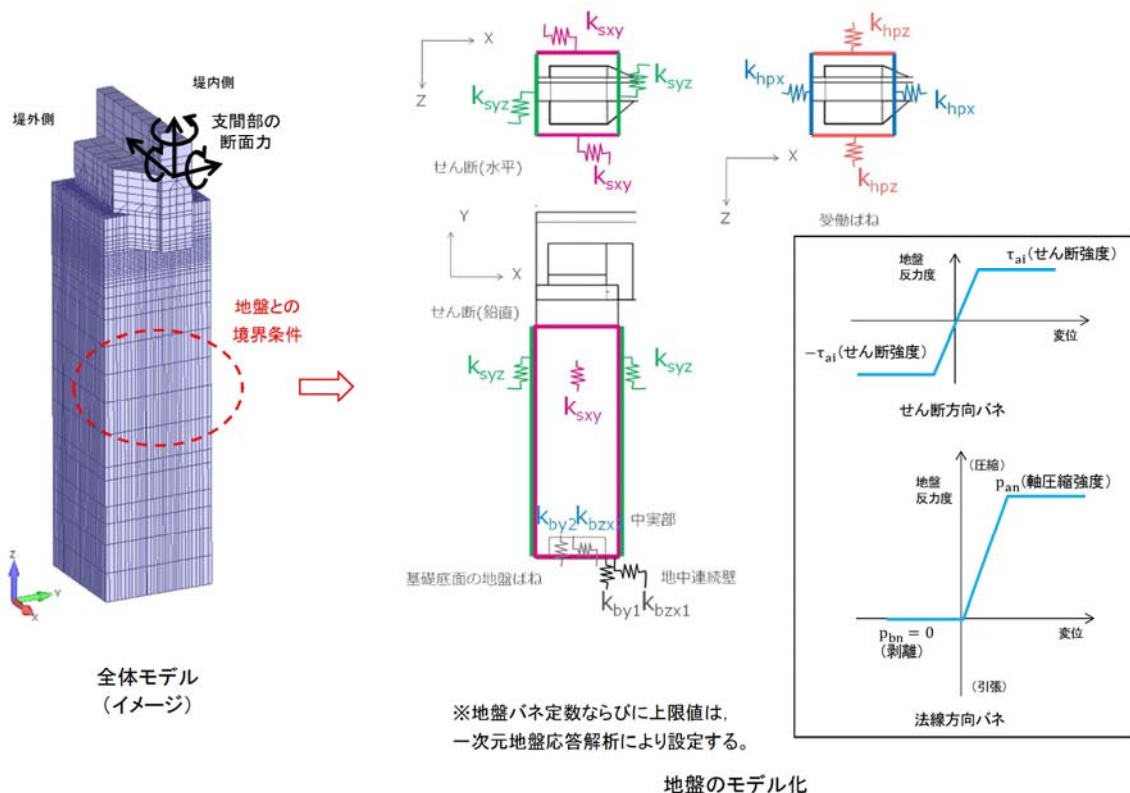 堤内側
堤外側
支間部の
断面力
地盤との
境界条件
Z
Y
X
全体モデル
(イメージ)
X
Z
ksxy
ksyz
ksyz
ksxy
せん断(水平)
khpz
khpx
khpx
khpz
X
Z
受働ばね
Y
X
せん断(鉛直)
ksyz
ksyz
ksxy
kby2
kbzx
中実部
基礎底面の地盤ばね
地中連続壁
kby1
kbzx1
地盤
反力度
τai(せん断強度)
変位
−τai(せん断強度)
せん断方向バネ
(圧縮)
地盤
反力度
pan(軸圧縮強度)
pbn = 0
(剥離)
変位
(引張)
法線方向バネ
※地盤バネ定数ならびに上限値は,
一次元地盤応答解析により設定する。
地盤のモデル化